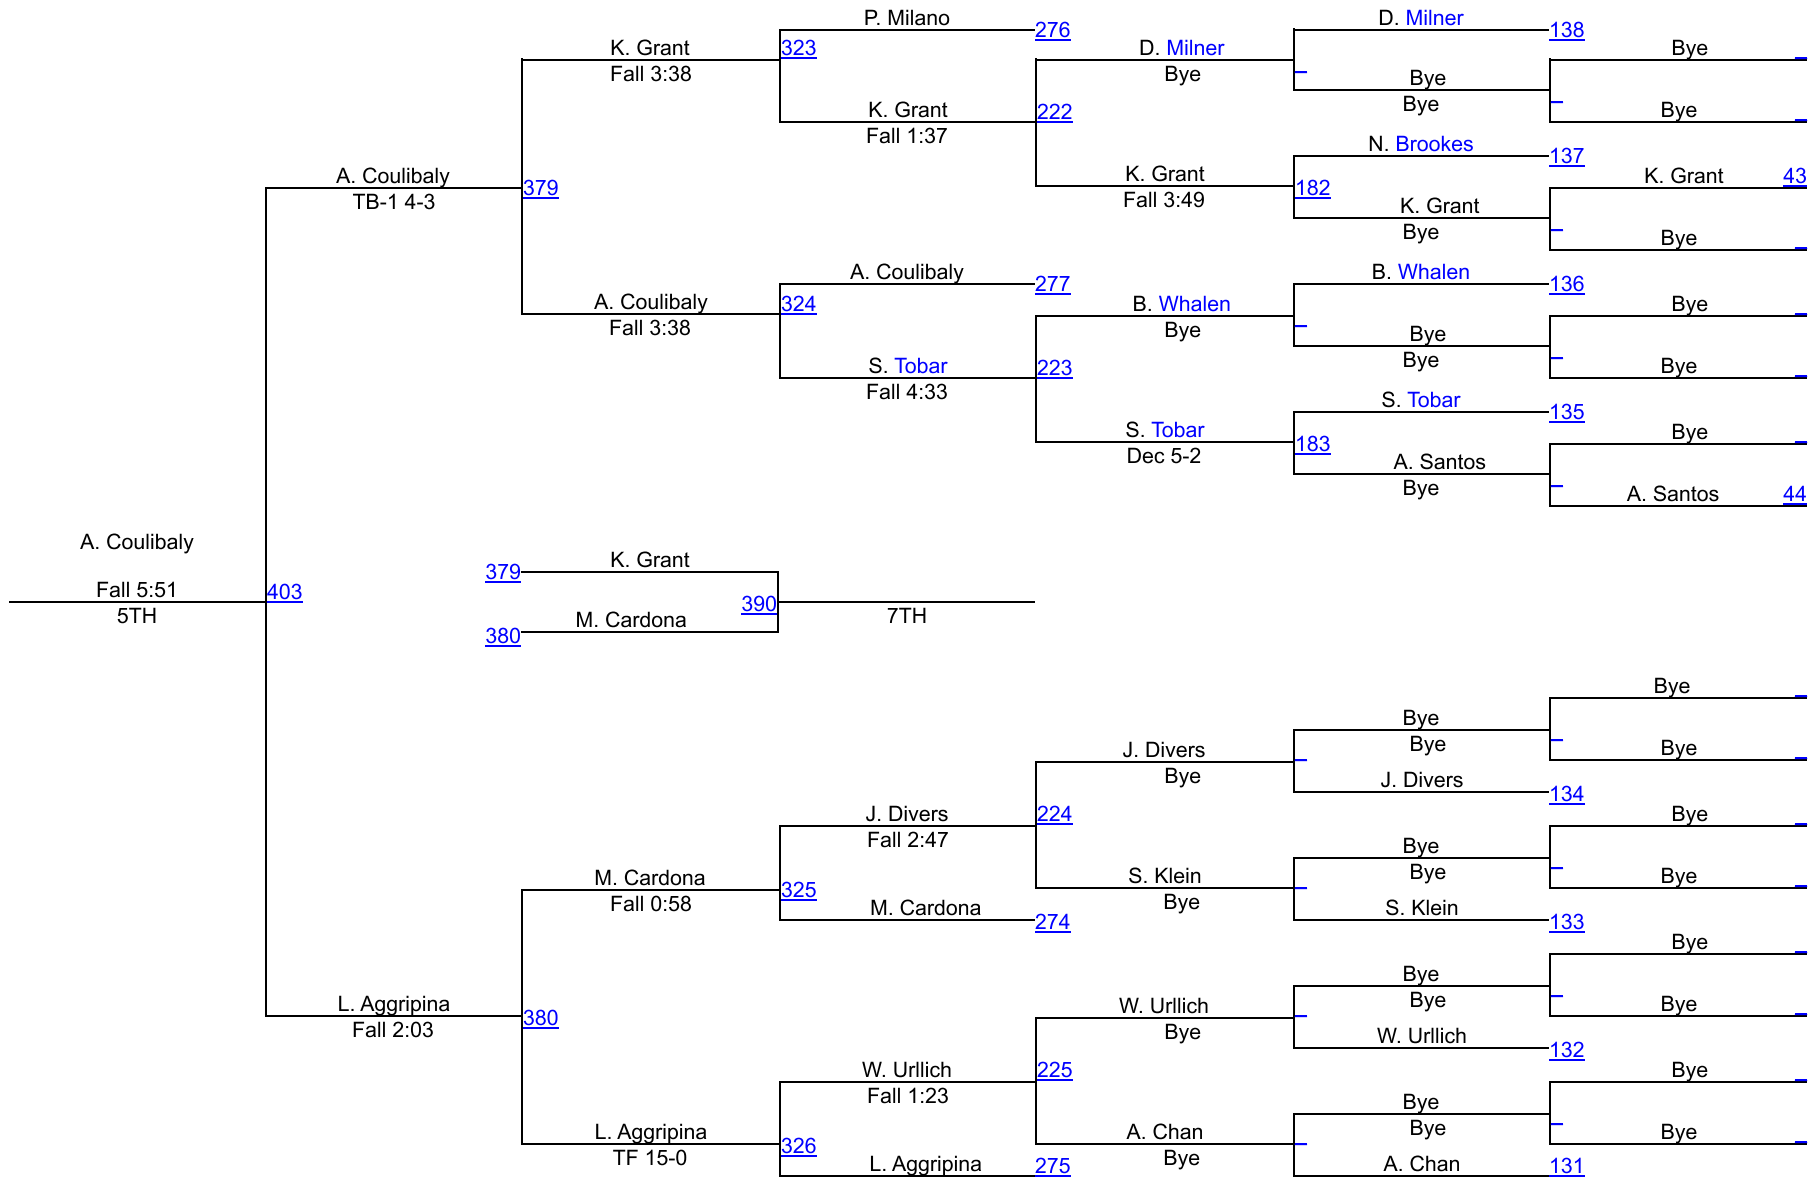 P. Milano
276
D. Milner
138
K. Grant
323
D. Milner
Bye
Fall 3:38
Bye
Bye
Bye
K. Grant
222
Bye
Fall 1:37
N. Brookes
137
A. Coulibaly
379
K. Grant
182
K. Grant
43
TB-1 4-3
Fall 3:49
K. Grant
Bye
Bye
A. Coulibaly
277
B. Whalen
136
A. Coulibaly
324
B. Whalen
Bye
Fall 3:38
Bye
Bye
Bye
S. Tobar
223
Bye
Fall 4:33
S. Tobar
135
S. Tobar
183
Bye
Dec 5-2
A. Santos
Bye
A. Santos
44
A. Coulibaly
K. Grant
379
Fall 5:51
403
390
5TH
M. Cardona
7TH
380
Bye
Bye
J. Divers
Bye
Bye
Bye
J. Divers
134
J. Divers
224
Bye
Fall 2:47
Bye
M. Cardona
325
S. Klein
Bye
Bye
Fall 0:58
Bye
M. Cardona
274
S. Klein
133
Bye
L. Aggripina
380
Bye
Fall 2:03
W. Urllich
Bye
Bye
Bye
W. Urllich
132
W. Urllich
225
Bye
Fall 1:23
Bye
L. Aggripina
326
A. Chan
Bye
Bye
TF 15-0
L. Aggripina
275
Bye
A. Chan
131